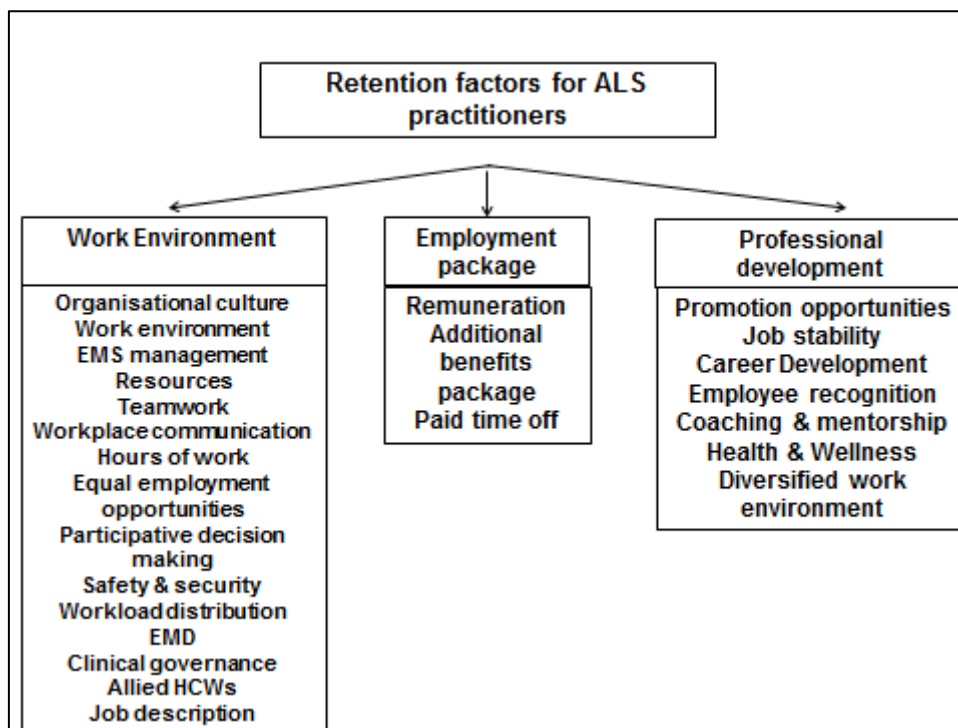 Retention factors for ALS
practitioners
Work Environment
Organisational culture
Work environment
EMS management
Resources
Teamwork
Workplace communication
Hours of work
Equal employment
opportunities
Participative decision
making
Safety & security
Workload distribution
EMD
Clinical governance
Allied HCWs
Job description
Employment
package
Remuneration
Additional
benefits
package
Paid time off
Professional
development
Promotion opportunities
Job stability
Career Development
Employee recognition
Coaching & mentorship
Health & Wellness
Diversified work
environment